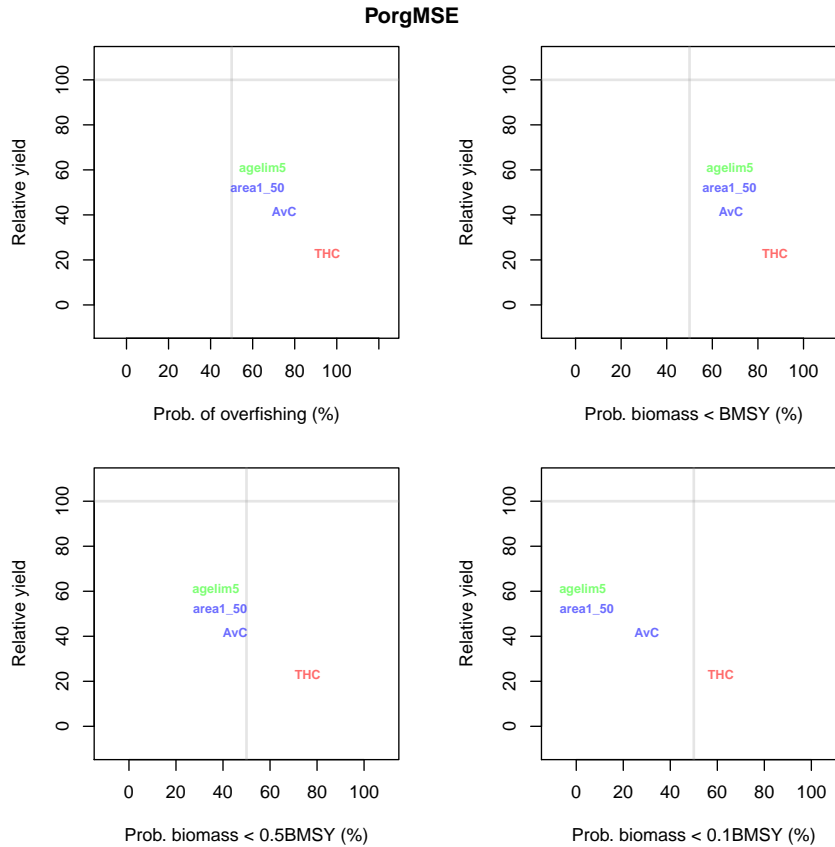 PorgMSE
Relative yield
100
80
60
40
20
0
agelim5
area1_50
AvC
THC
0 20 40 60 80 100
Prob. of overfishing (%)
Relative yield
100
80
60
40
20
0
agelim5
area1_50
AvC
THC
0 20 40 60 80 100
Prob. biomass < BMSY (%)
Relative yield
100
80
60
40
20
0
agelim5
area1_50
AvC
THC
0 20 40 60 80 100
Prob. biomass < 0.5BMSY (%)
Relative yield
100
80
60
40
20
0
agelim5
area1_50
AvC
THC
0 20 40 60 80 100
Prob. biomass < 0.1BMSY (%)